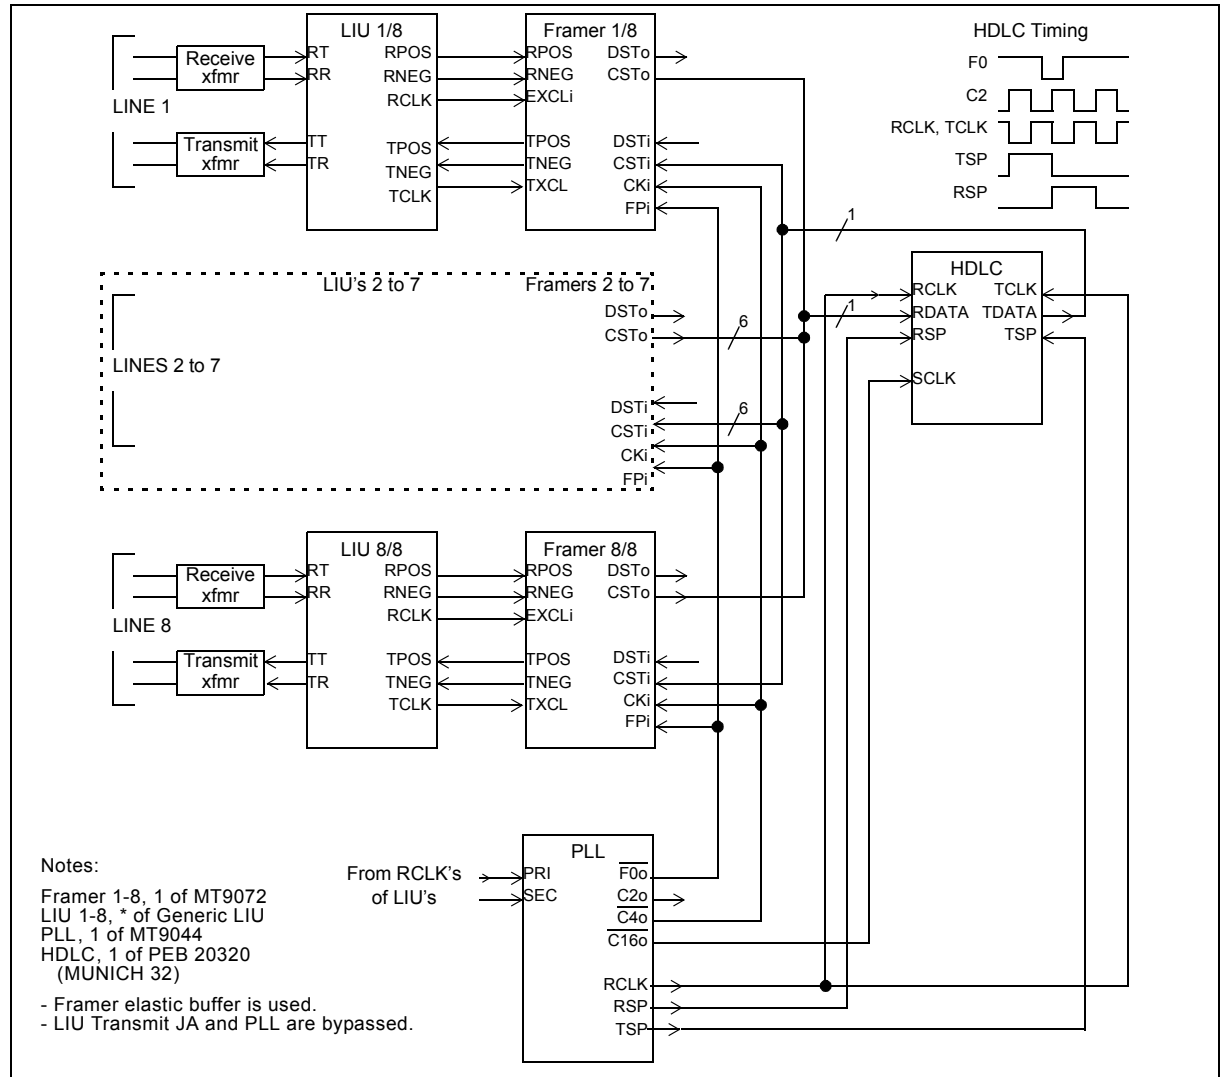 LIU 1/8
Framer 1/8
HDLC Timing
Receive
xfmr
RT
RR
RPOS
RNEG
RCLK
RPOS
RNEG
EXCLi
DSTo
CSTo
LINE 1
Transmit
xfmr
TT
TR
TPOS
TNEG
TCLK
TPOS
TNEG
TXCL
DSTi
CSTi
CKi
FPi
F0
C2
RCLK, TCLK
TSP
RSP
1
HDLC
RCLK
TCLK
RDATA
TDATA
RSP
TSP
SCLK
1
LIU's 2 to 7
Framers 2 to 7
DSTo
CSTo
6
LINES 2 to 7
DSTi
CSTi
CKi
FPi
6
LIU 8/8
Framer 8/8
Receive
xfmr
RT
RR
RPOS
RNEG
RCLK
RPOS
RNEG
EXCLi
DSTo
CSTo
LINE 8
Transmit
xfmr
TT
TR
TPOS
TNEG
TCLK
TPOS
TNEG
TXCL
DSTi
CSTi
CKi
FPi
PLL
From RCLK's
of LIU's
PRI
SEC
F0o
C2o
C4o
C16o
RCLK
RSP
TSP
Notes:
Framer 1-8, 1 of MT9072
LIU 1-8, * of Generic LIU
PLL, 1 of MT9044
HDLC, 1 of PEB 20320
(MUNICH 32)
- Framer elastic buffer is used.
- LIU Transmit JA and PLL are bypassed.